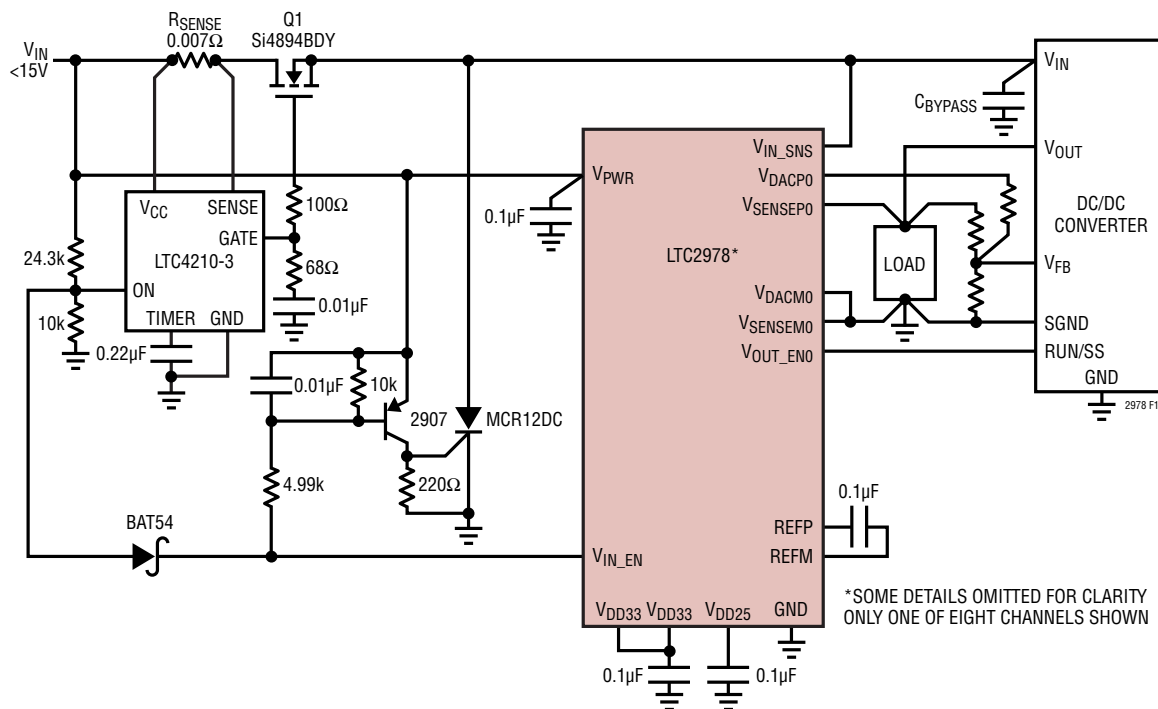 RSENSE
0.007Ω
Q1
Si4894BDY
VIN
<15V
VIN
CBYPASS
VOUT
DC/DC
CONVERTER
VFB
SGND
RUN/SS
GND
2978 F1
VCC
SENSE
GATE
LTC4210-3
ON
TIMER
GND
100Ω
68Ω
0.01µF
24.3k
10k
0.22µF
0.01µF
10k
2907
MCR12DC
4.99k
220Ω
BAT54
0.1µF
VPWR
VIN_SNS
VDACP0
VSENSEP0
LTC2978*
VDACM0
VSENSEM0
VOUT_EN0
REFP
REFM
VIN_EN
VDD33
VDD33
VDD25
GND
LOAD
0.1µF
0.1µF
0.1µF
*SOME DETAILS OMITTED FOR CLARITY
ONLY ONE OF EIGHT CHANNELS SHOWN